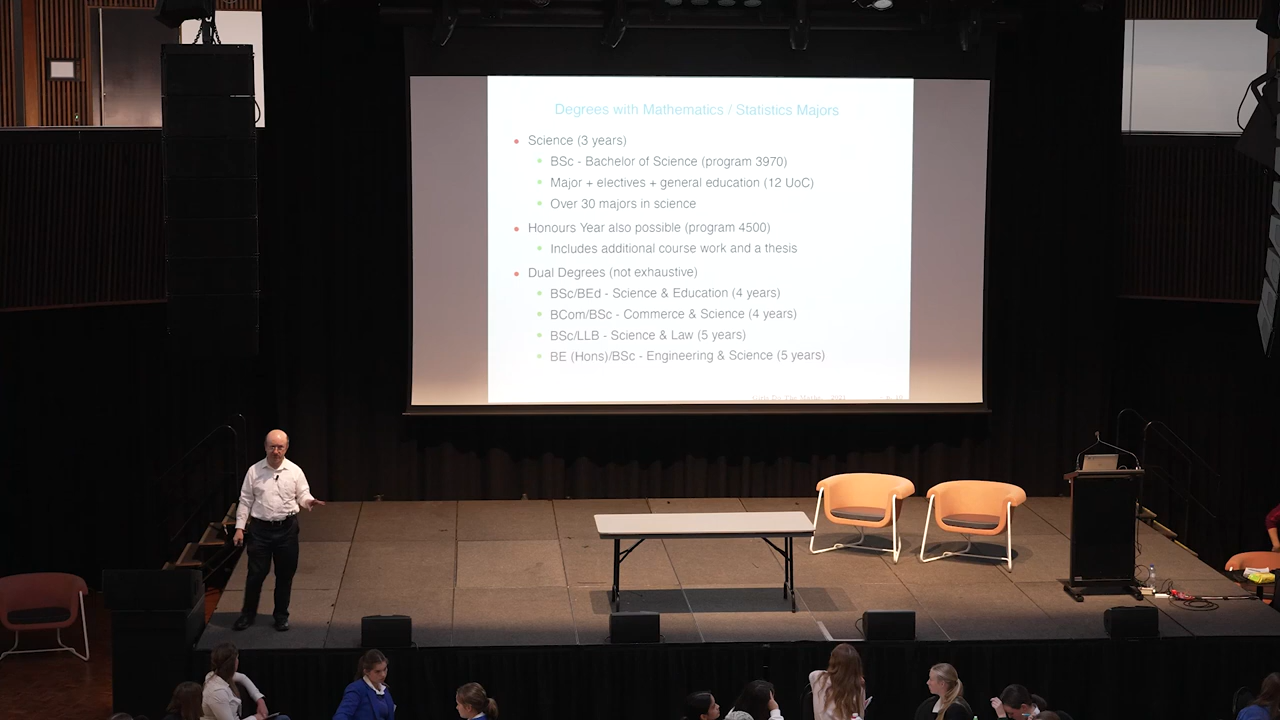 Degrees with Mathematics / Statistics Majors
Science (3 years)
BSc - Bachelor of Science (program 3970)
Major + electives + general education (12 UoC)
Over 30 majors in science
Honours Year also possible (program 4500)
Includes additional course work and a thesis
Dual Degrees (not exhaustive)
BSc/BEd - Science & Education (4 years)
BCom/BSc - Commerce & Science (4 years)
BSc/LLB - Science & Law (5 years)
BE (Hons)/BSc - Engineering & Science (5 years)